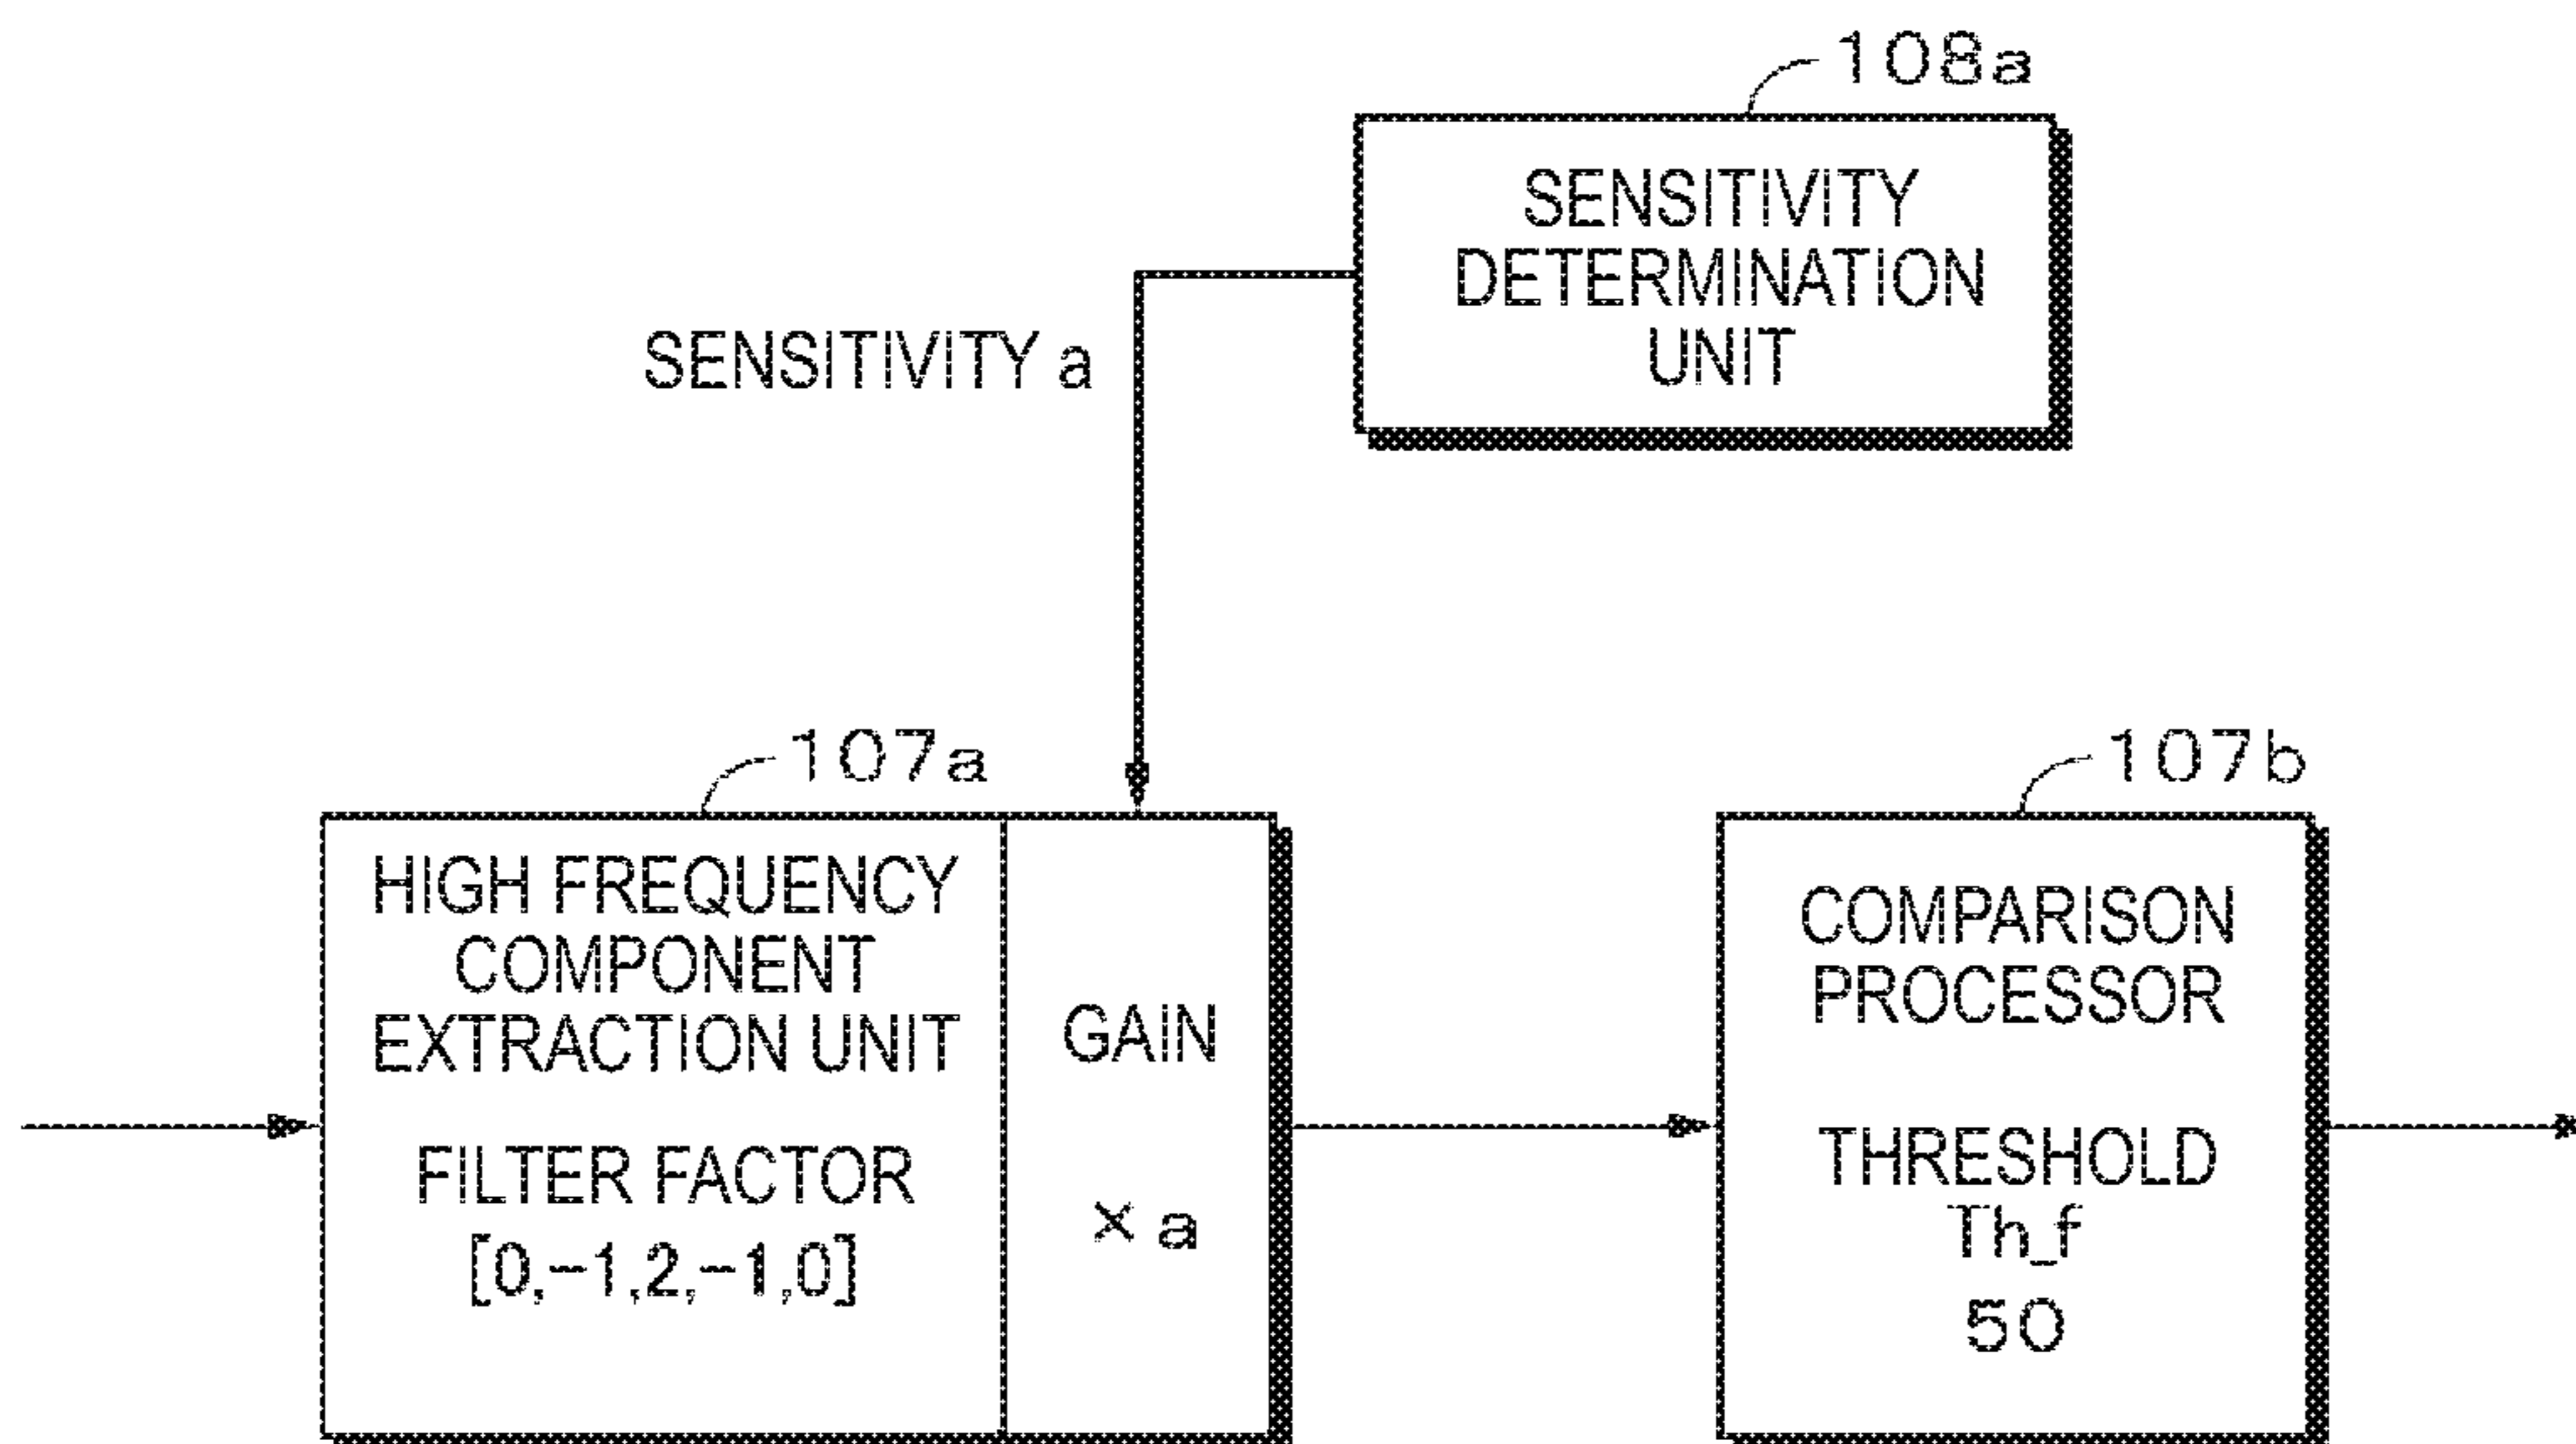 108a
SENSITIVITY
DETERMINATION
UNIT
SENSITIVITY a
107a
HIGH FREQUENCY
COMPONENT
EXTRACTION UNIT
FILTER FACTOR
[0,−1,2,−1,0]
GAIN
× a
107b
COMPARISON
PROCESSOR
THRESHOLD
Th_f
50